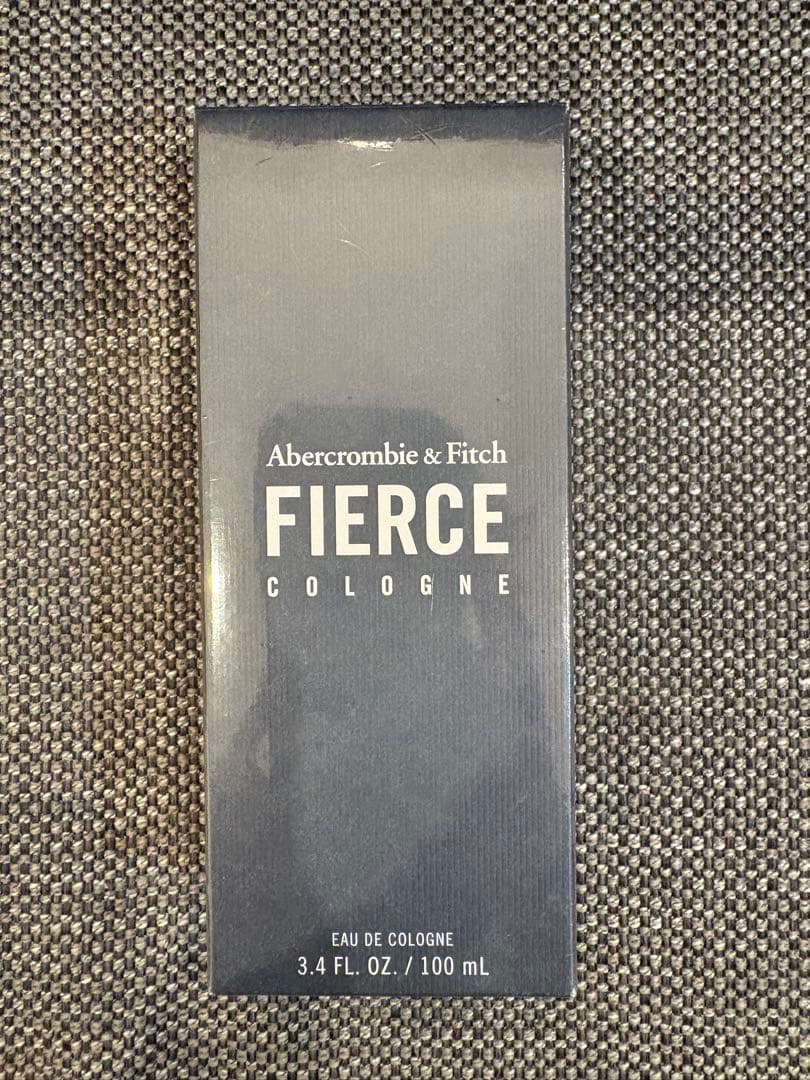 Abercrombie & Fitch
FIERCE
COLOGNE
EAU DE COLOGNE
3.4 FL. OZ. / 100 mL